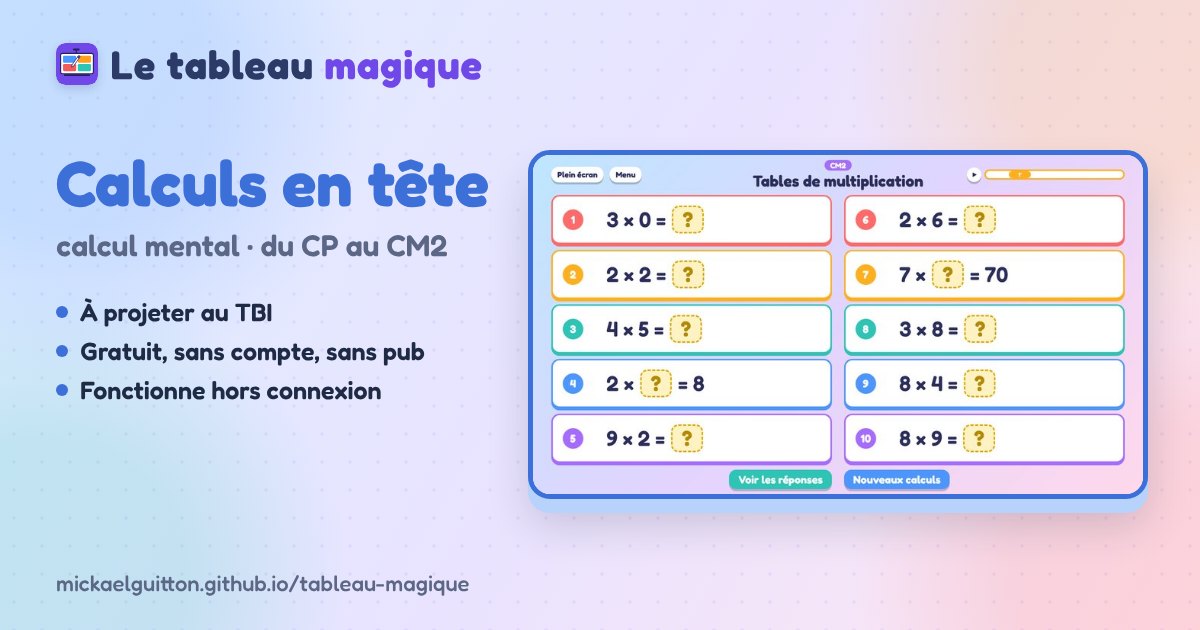 Le tableau magique
Calculs en tête
calcul mental · du CP au CM2
À projeter au TBI
Gratuit, sans compte, sans pub
Fonctionne hors connexion
mickaelguitton.github.io/tableau-magique
Plein écran
Menu
CM2
Tables de multiplication
1 3 × 0 = ?
2 2 × 2 = ?
3 4 × 5 = ?
4 2 × ? = 8
5 9 × 2 = ?
6 2 × 6 = ?
7 7 × ? = 70
8 3 × 8 = ?
9 8 × 4 = ?
10 8 × 9 = ?
Voir les réponses
Nouveaux calculs